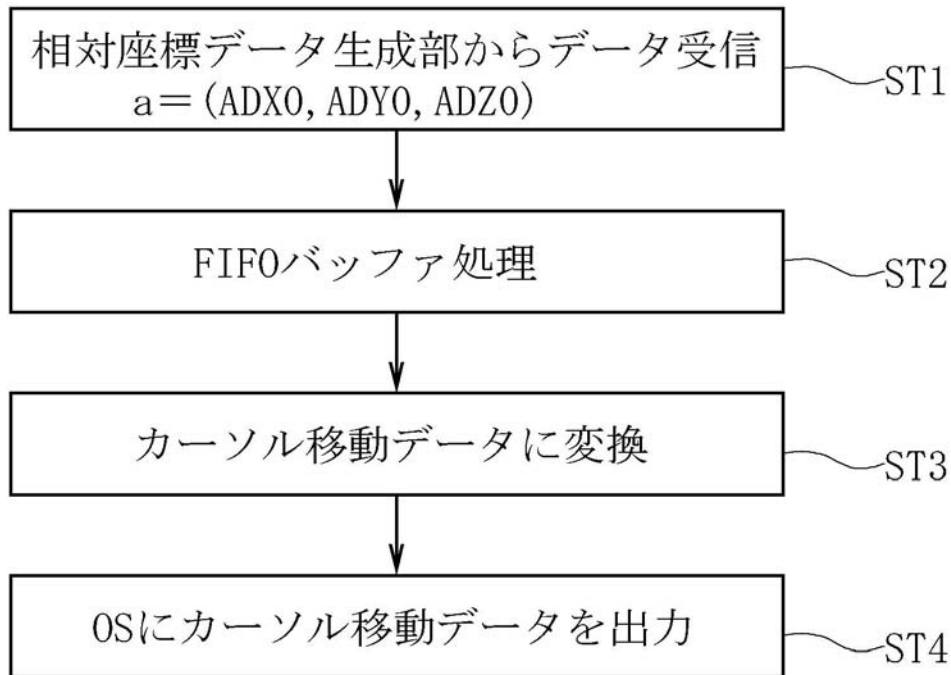 相対座標データ生成部からデータ受信
a=(ADX0,ADY0,ADZ0)
ST1
FIFOバッファ処理
ST2
カーソル移動データに変換
ST3
OSにカーソル移動データを出力
ST4